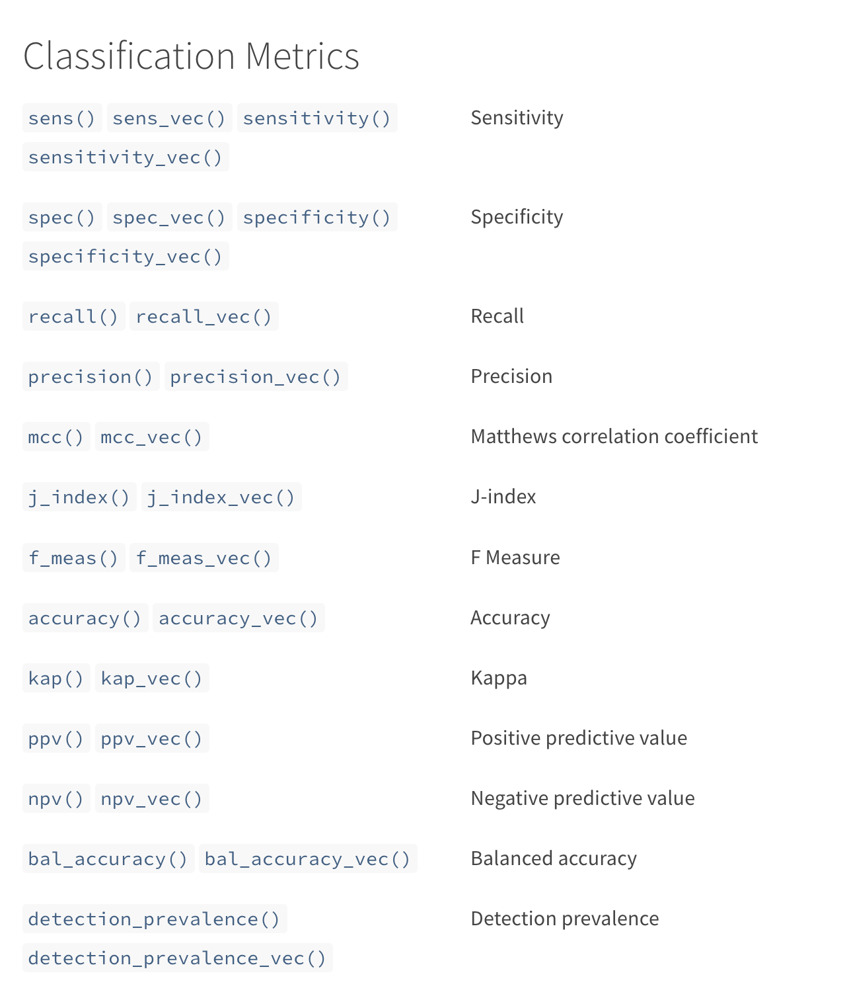 Classification Metrics
sens() sens_vec() sensitivity() Sensitivity
sensitivity_vec()
spec() spec_vec() specificity() Specificity
specificity_vec()
recall() recall_vec() Recall
precision() precision_vec() Precision
mcc() mcc_vec() Matthews correlation coefficient
j_index() j_index_vec() J-index
f_meas() f_meas_vec() F Measure
accuracy() accuracy_vec() Accuracy
kap() kap_vec() Kappa
ppv() ppv_vec() Positive predictive value
npv() npv_vec() Negative predictive value
bal_accuracy() bal_accuracy_vec() Balanced accuracy
detection_prevalence() Detection prevalence
detection_prevalence_vec()